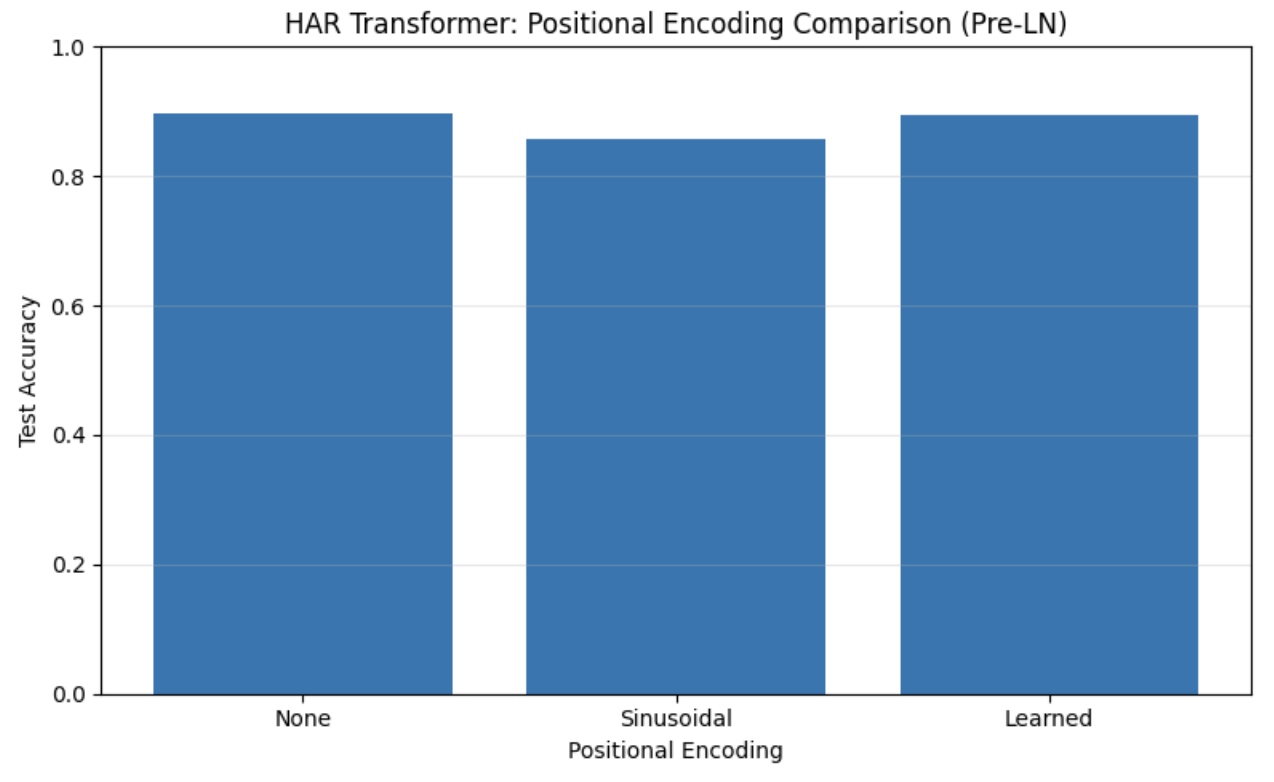 HAR Transformer: Positional Encoding Comparison (Pre-LN)
1.0
0.8
0.6
0.4
0.2
0.0
Test Accuracy
None Sinusoidal Learned
Positional Encoding